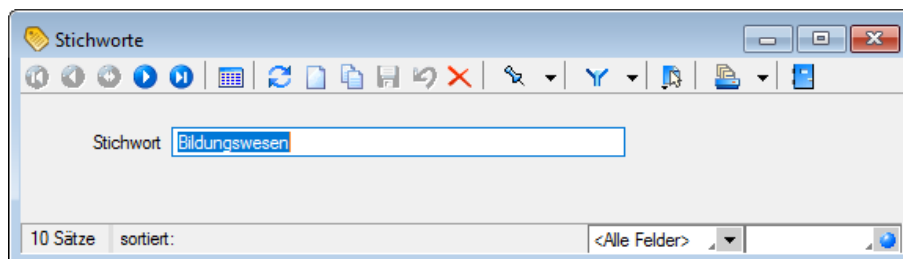 Stichworte
Stichwort Bildungswesen
10 Sätze sortiert: <Alle Felder>